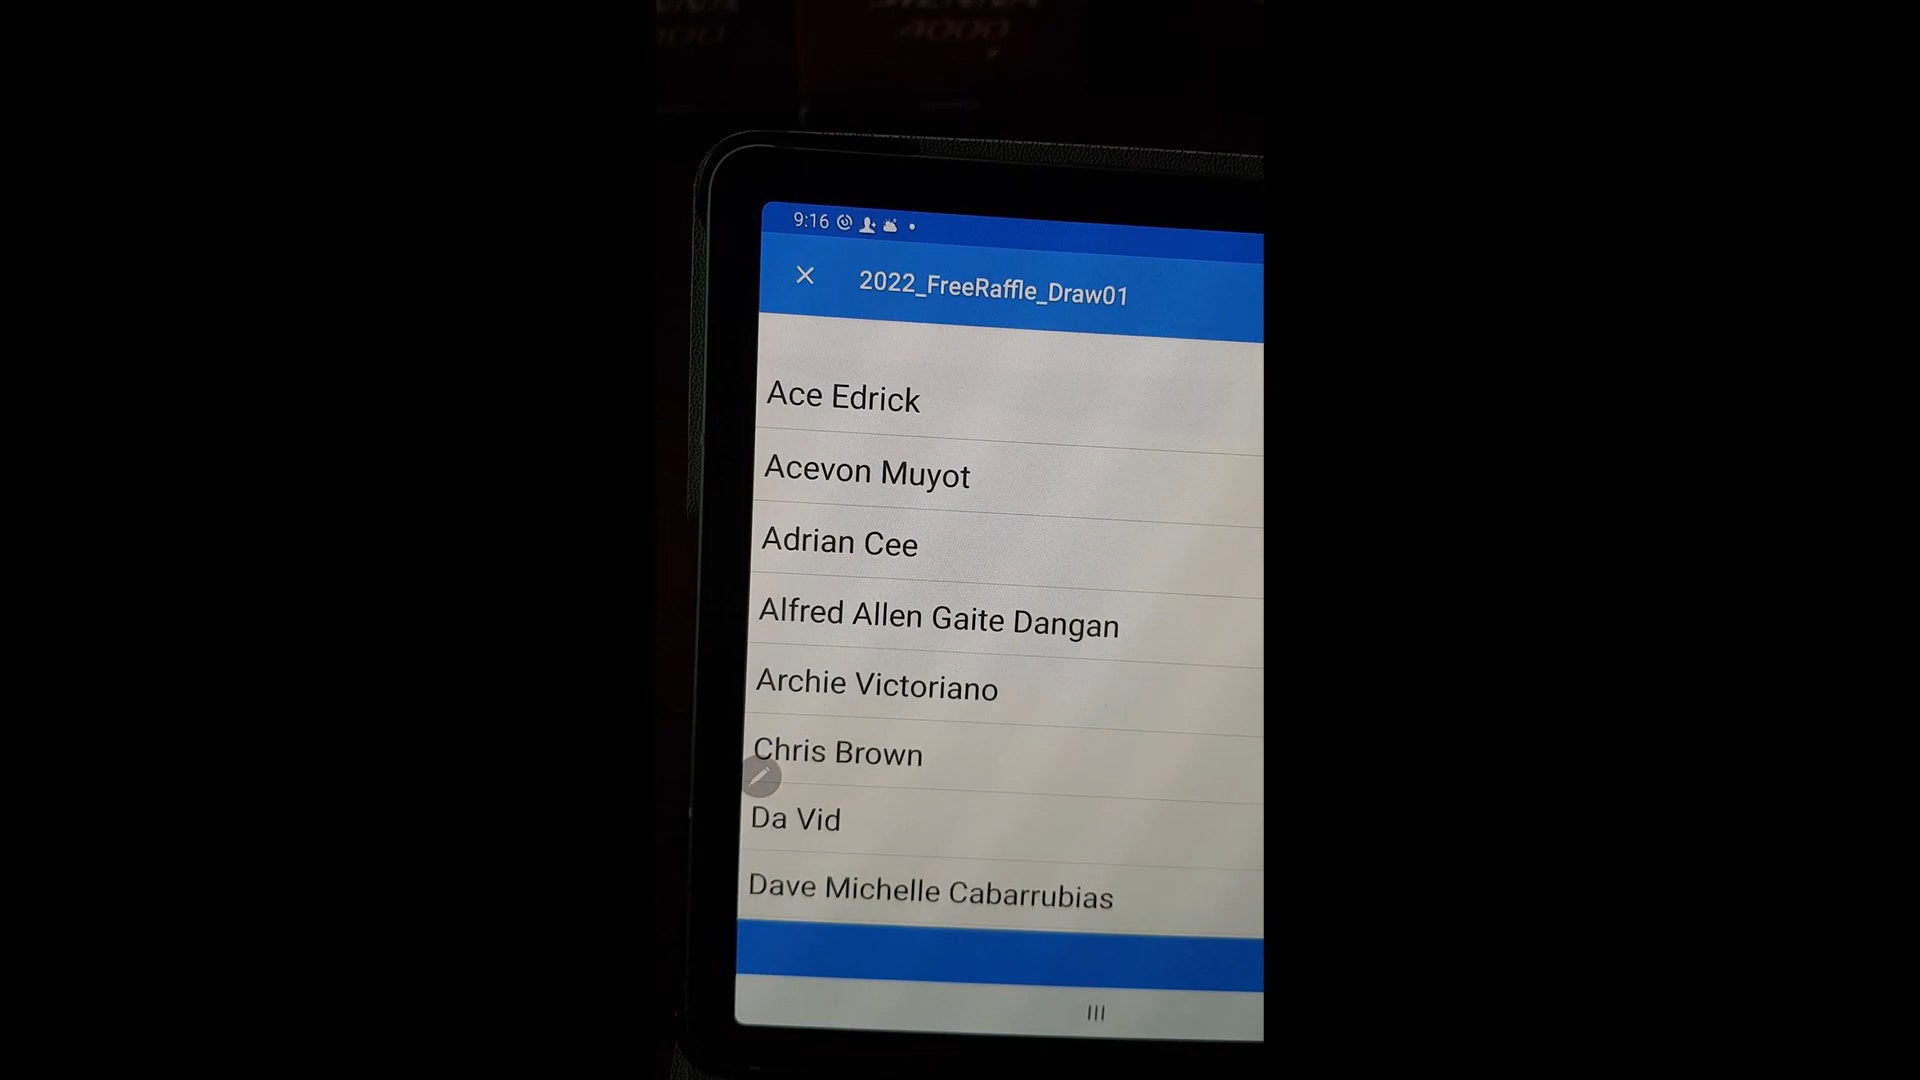 4000
9:16
2022_FreeRaffle_Draw01
Ace Edrick
Acevon Muyot
Adrian Cee
Alfred Allen Gaite Dangan
Archie Victoriano
Chris Brown
Da Vid
Dave Michelle Cabarrubias